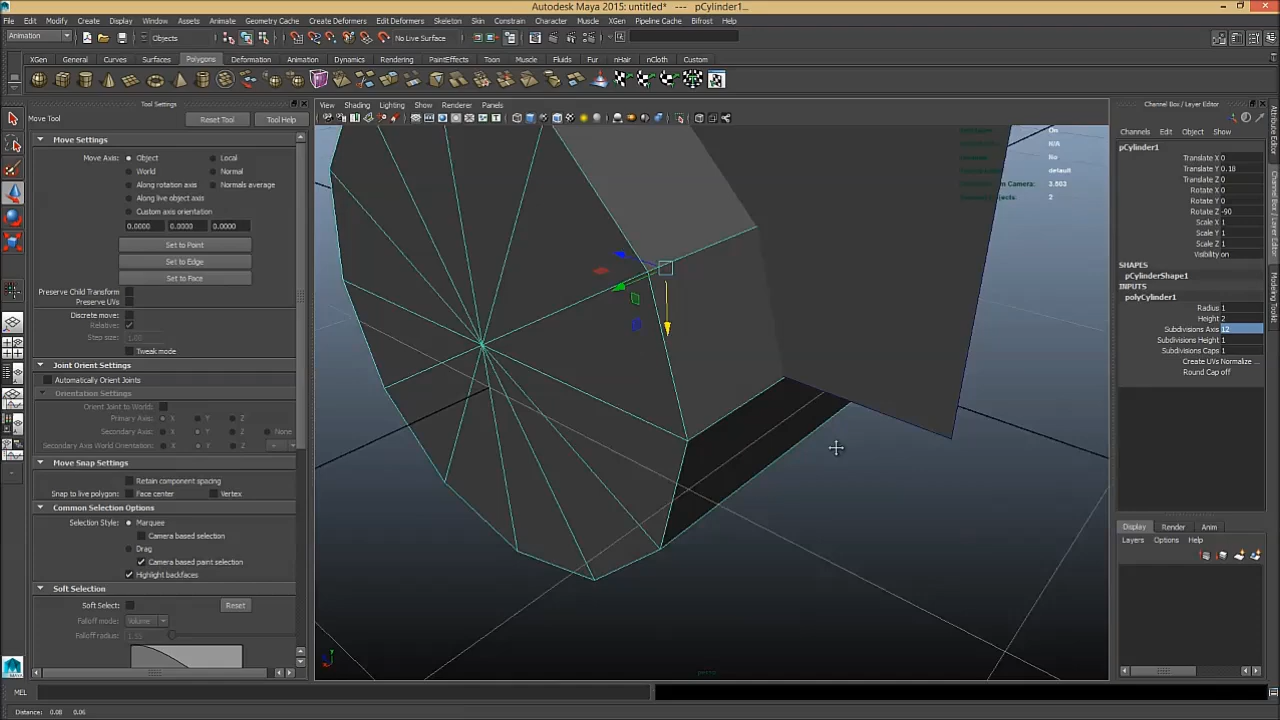 Autodesk Maya 2015: untitled* --- pCylinder1...
Edit Modify Create Display Window Assets Animate Geometry Cache Create Deformers Edit Deformers Skeleton Skin Constrain Character Muscle XGen Pipeline Cache Bifrost Help
Animation Objects No Live Surface
XGen General Curves Surfaces Polygons Deformation Animation Dynamics Rendering PaintEffects Toon Muscle Fluids Fur nHair nCloth Custom
Tool Settings
Move Tool Reset Tool Tool Help
Move Settings
Move Axis: Object Local
World Normal
Along rotation axis Normals average
Along live object axis
Custom axis orientation
0.0000 0.0000 0.0000
Set to Point
Set to Edge
Set to Face
Preserve Child Transform
Preserve UVs
Discrete move:
Relative:
Step size: 1.00
Tweak mode
Joint Orient Settings
Automatically Orient Joints
Orientation Settings
Orient Joint to World:
Primary Axis: X Y Z
Secondary Axis: X Y Z None
Secondary Axis World Orientation: X Y Z
Move Snap Settings
Retain component spacing
Snap to live polygon: Face center Vertex
Common Selection Options
Selection Style: Marquee
Camera based selection
Drag
Camera based paint selection
Highlight backfaces
Soft Selection
Soft Select: Reset
Falloff mode: Volume
Falloff radius:
View Shading Lighting Show Renderer Panels
On
N/A
No
default
3.603
2
persp
Channel Box / Layer Editor
Channels Edit Object Show
pCylinder1
Translate X 0
Translate Y 0.18
Translate Z 0
Rotate X 0
Rotate Y 0
Rotate Z -90
Scale X 1
Scale Y 1
Scale Z 1
Visibility on
SHAPES
pCylinderShape1
INPUTS
polyCylinder1
Radius 1
Height 2
Subdivisions Axis 12
Subdivisions Height 1
Subdivisions Caps 1
Create UVs Normalize ...
Round Cap off
Display Render Anim
Layers Options Help
Attribute Editor
Channel Box / Layer Editor
Modeling Toolkit
MEL
Distance: 0.08 0.06